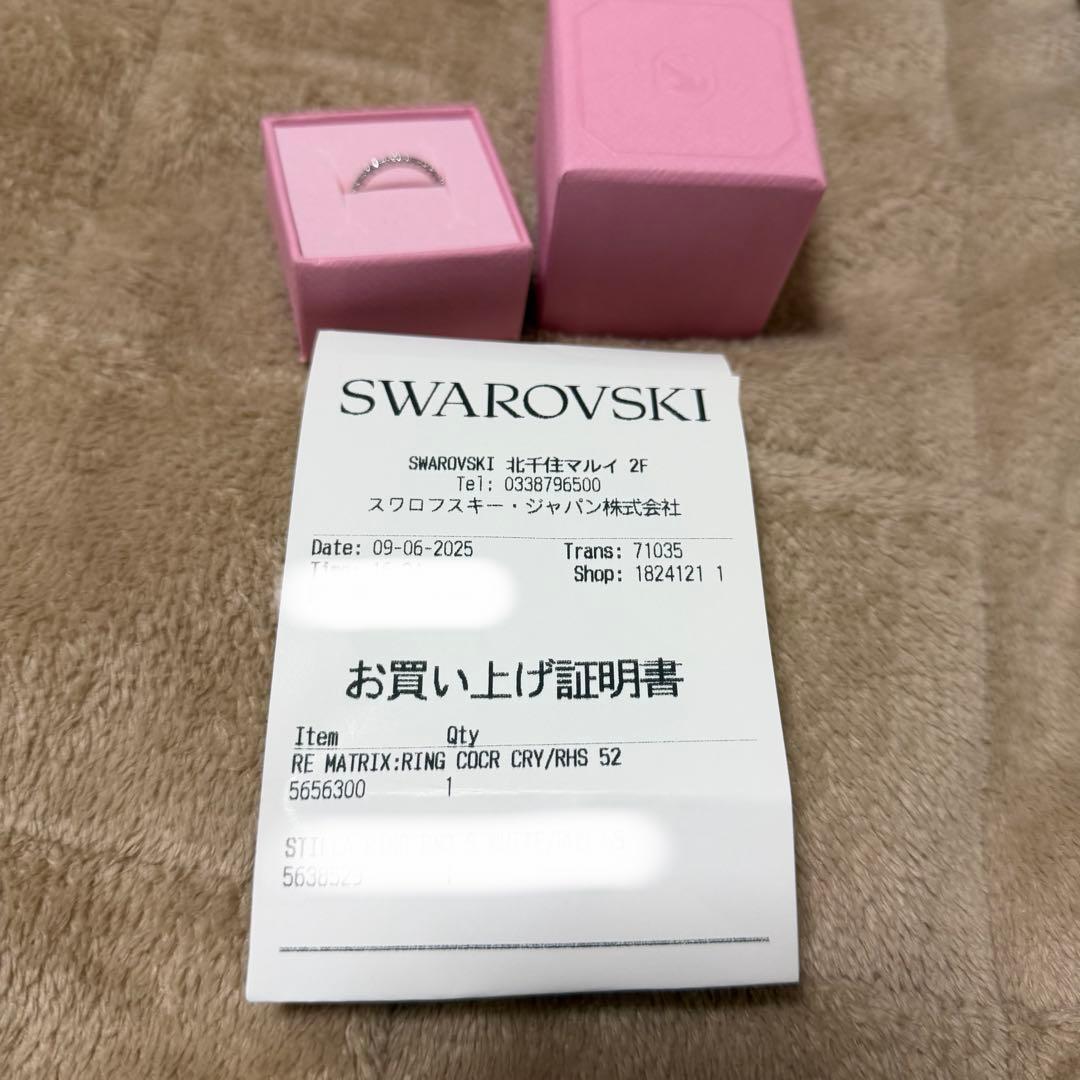 SWAROVSKI
SWAROVSKI 北千住マルイ 2F
Tel: 0338796500
スワロフスキー・ジャパン株式会社
Date: 09-06-2025 Trans: 71035
Shop: 1824121 1
お買い上げ証明書
Item Qty
RE MATRIX:RING COCR CRY/RHS 52
5656300 1